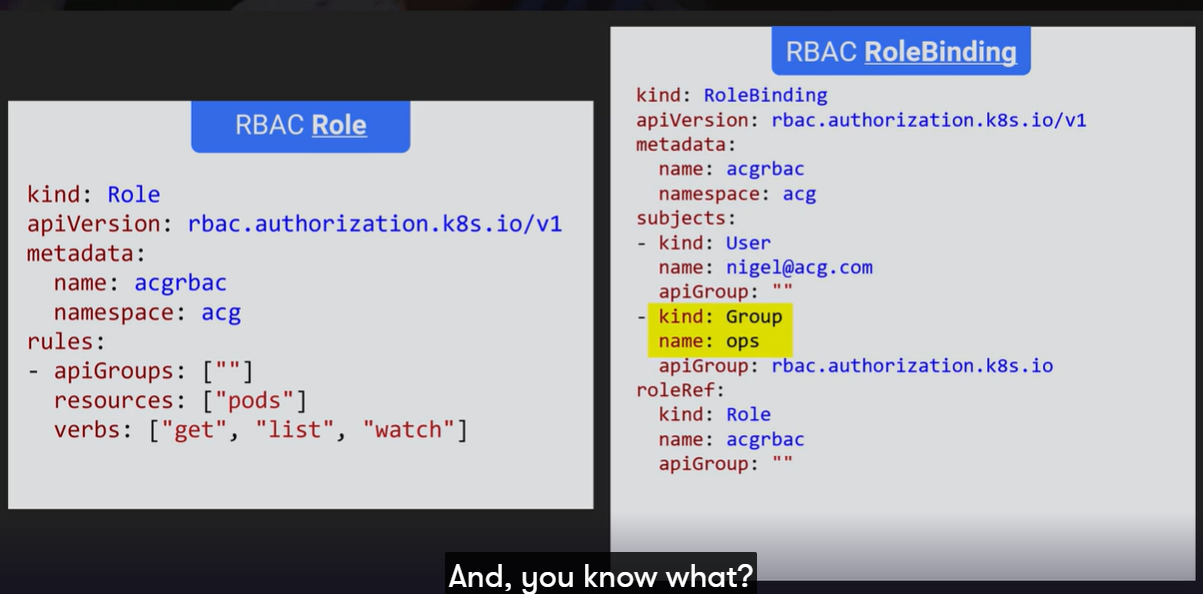 RBAC Role
kind: Role
apiVersion: rbac.authorization.k8s.io/v1
metadata:
  name: acgrbac
  namespace: acg
rules:
- apiGroups: [""]
  resources: ["pods"]
  verbs: ["get", "list", "watch"]
RBAC RoleBinding
kind: RoleBinding
apiVersion: rbac.authorization.k8s.io/v1
metadata:
  name: acgrbac
  namespace: acg
subjects:
- kind: User
  name: nigel@acg.com
  apiGroup: ""
- kind: Group
  name: ops
  apiGroup: rbac.authorization.k8s.io
roleRef:
  kind: Role
  name: acgrbac
  apiGroup: ""
And, you know what?